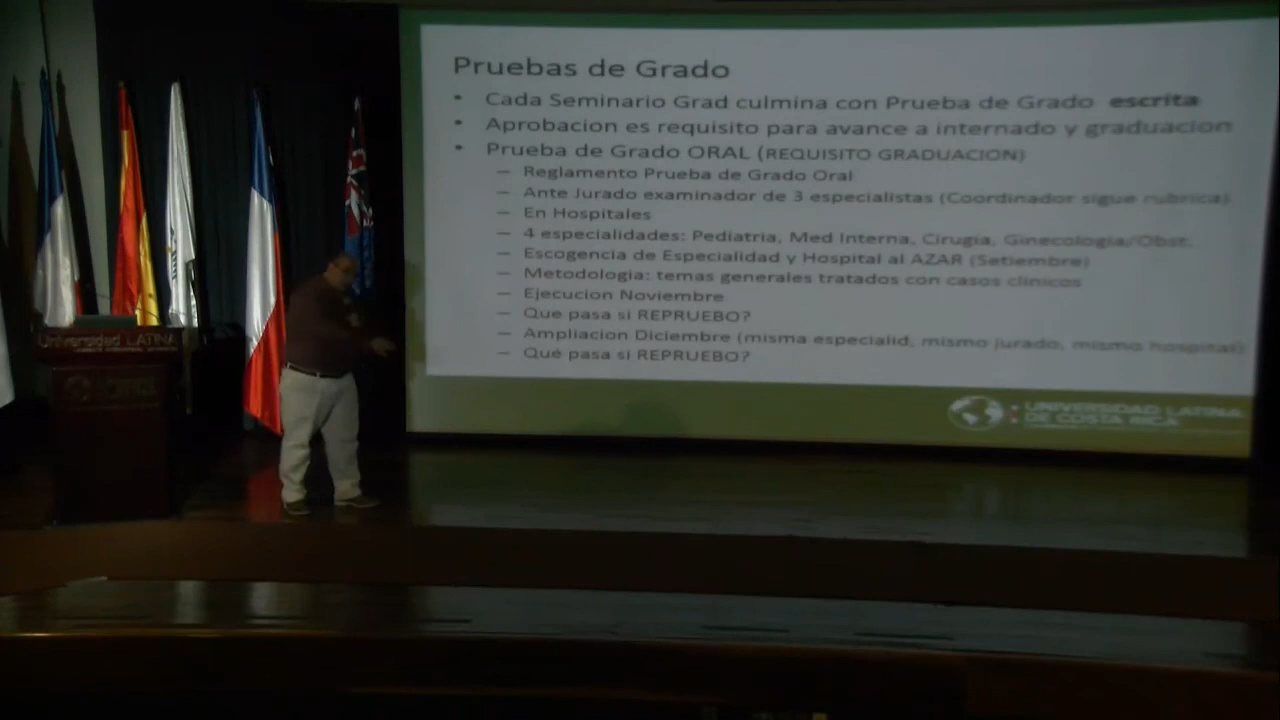 Pruebas de Grado
• Cada Seminario Grad culmina con Prueba de Grado escrita
• Aprobacion es requisito para avance a internado y graduacion
• Prueba de Grado ORAL (REQUISITO GRADUACION)
– Reglamento Prueba de Grado Oral
– Ante Jurado examinador de 3 especialistas (Coordinador sigue rubrica)
– En Hospitales
– 4 especialidades: Pediatria, Med Interna, Cirugia, Ginecologia/Obst.
– Escogencia de Especialidad y Hospital al AZAR (Setiembre)
– Metodologia: temas generales tratados con casos clinicos
– Ejecucion Noviembre
– Que pasa si REPRUEBO?
– Ampliacion Diciembre (misma especialid, mismo jurado, mismo hospital)
– Qué pasa si REPRUEBO?
UNIVERSIDAD LATINA
DE COSTA RICA
Universidad LATINA